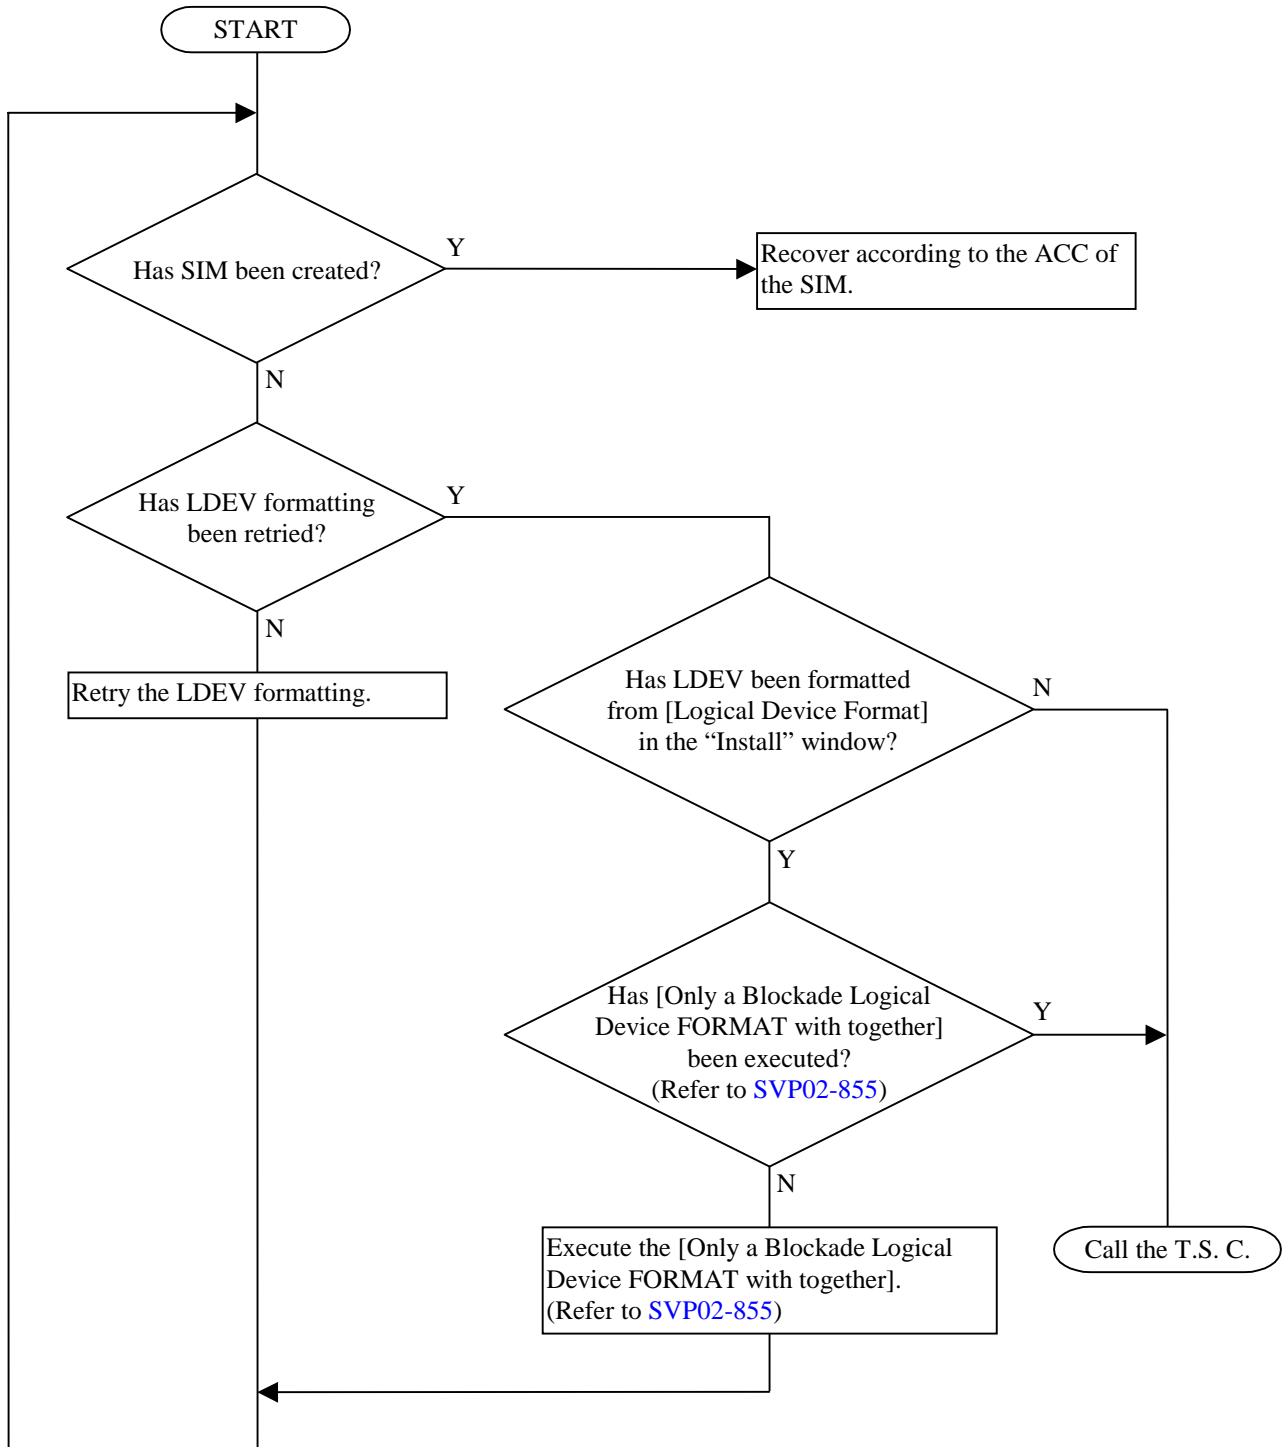 START
Has SIM been created?
Y
Recover according to the ACC of
the SIM.
N
Has LDEV formatting
been retried?
Y
N
Retry the LDEV formatting.
Has LDEV been formatted
from [Logical Device Format]
in the “Install” window?
N
Y
Has [Only a Blockade Logical
Device FORMAT with together]
been executed?
(Refer to SVP02-855)
Y
N
Execute the [Only a Blockade Logical
Device FORMAT with together].
(Refer to SVP02-855)
Call the T.S. C.